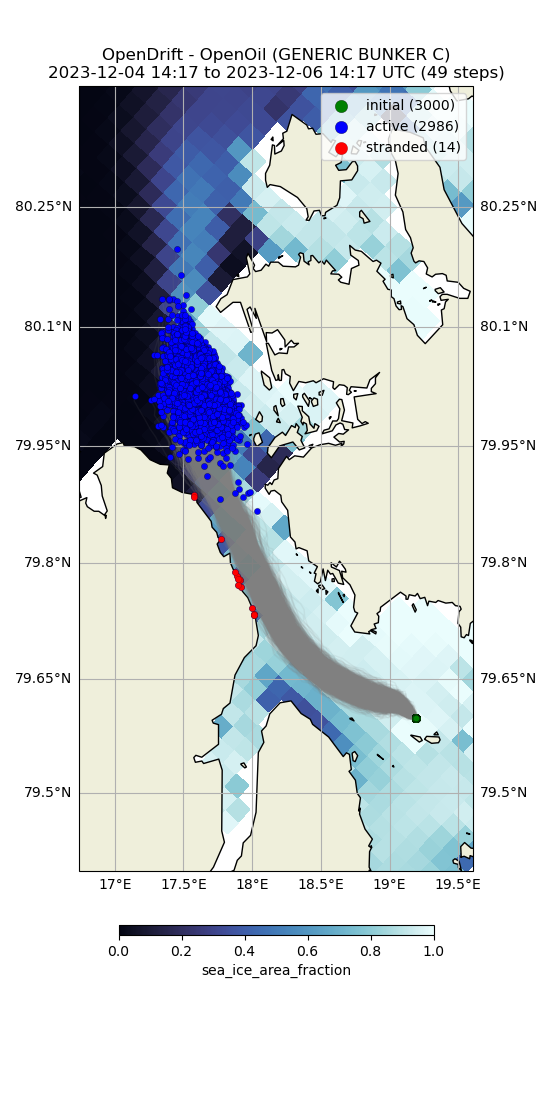 OpenDrift - OpenOil (GENERIC BUNKER C)
2023-12-04 14:17 to 2023-12-06 14:17 UTC (49 steps)
initial (3000)
active (2986)
stranded (14)
80.25°N 80.25°N
80.1°N 80.1°N
79.95°N 79.95°N
79.8°N 79.8°N
79.65°N 79.65°N
79.5°N 79.5°N
17°E 17.5°E 18°E 18.5°E 19°E 19.5°E
0.0 0.2 0.4 0.6 0.8 1.0
sea_ice_area_fraction